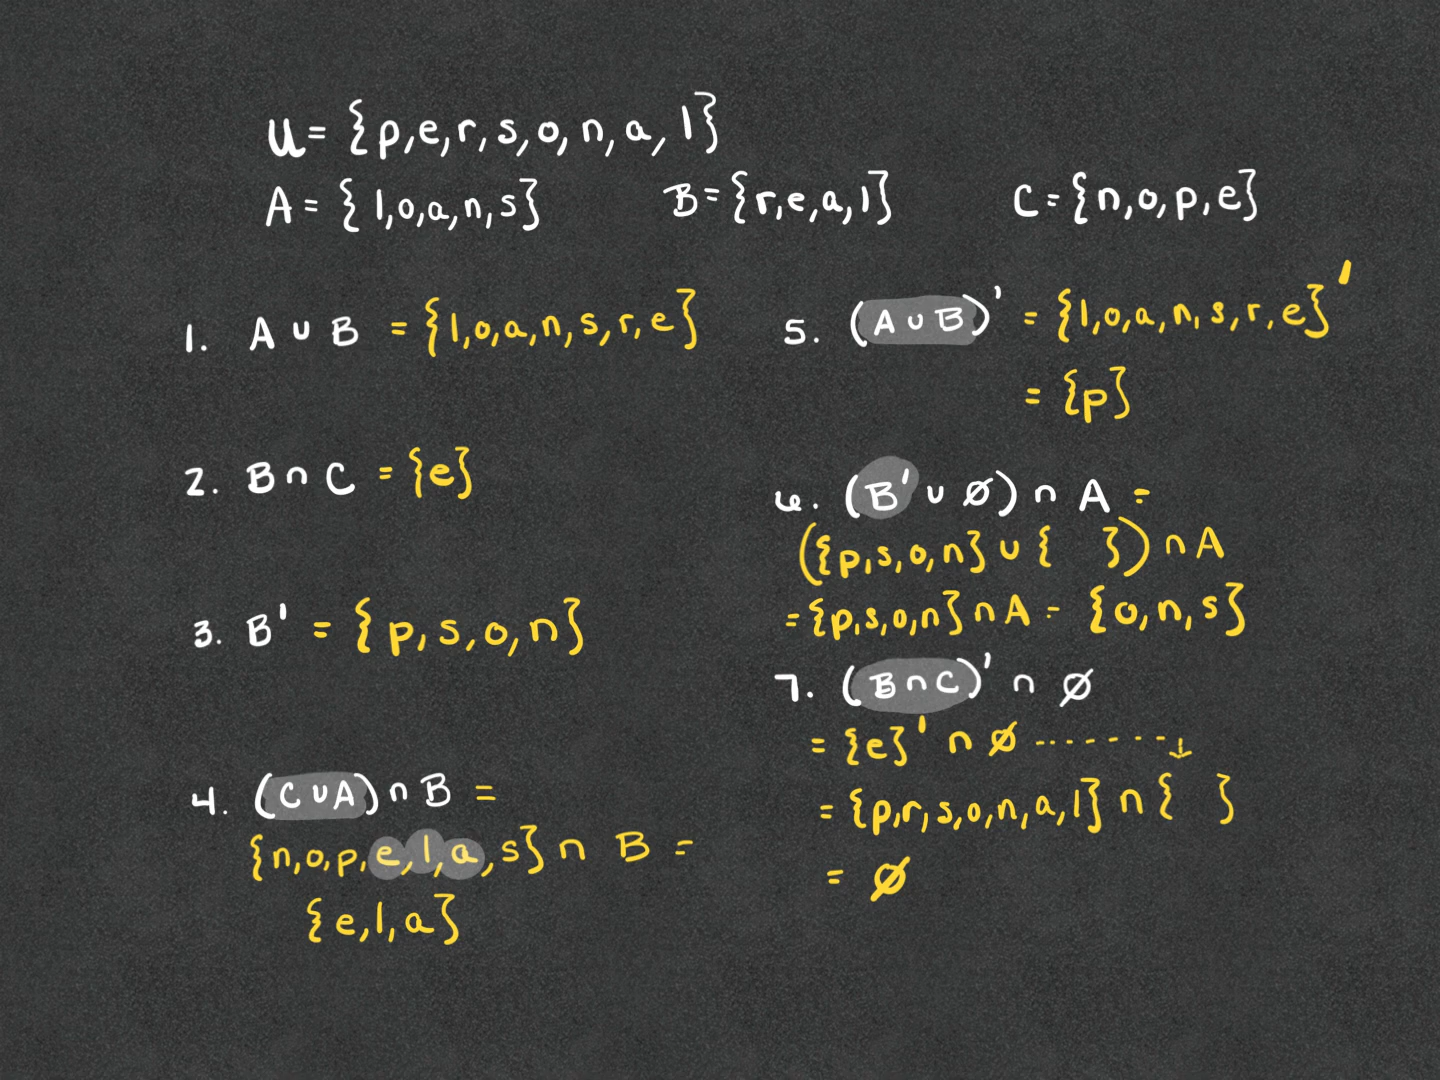 U = {p,e,r,s,o,n,a,l}
A = {l,o,a,n,s} B = {r,e,a,l} C = {n,o,p,e}
1. A ∪ B = {l,o,a,n,s,r,e}
2. B ∩ C = {e}
3. B' = {p,s,o,n}
4. (C ∪ A) ∩ B =
{n,o,p,e,l,a,s} ∩ B =
{e,l,a}
5. (A ∪ B)' = {l,o,a,n,s,r,e}'
= {p}
6. (B' ∪ ∅) ∩ A =
({p,s,o,n} ∪ { }) ∩ A
= {p,s,o,n} ∩ A = {o,n,s}
7. (B ∩ C)' ∩ ∅
= {e}' ∩ ∅
= {p,r,s,o,n,a,l} ∩ { }
= ∅